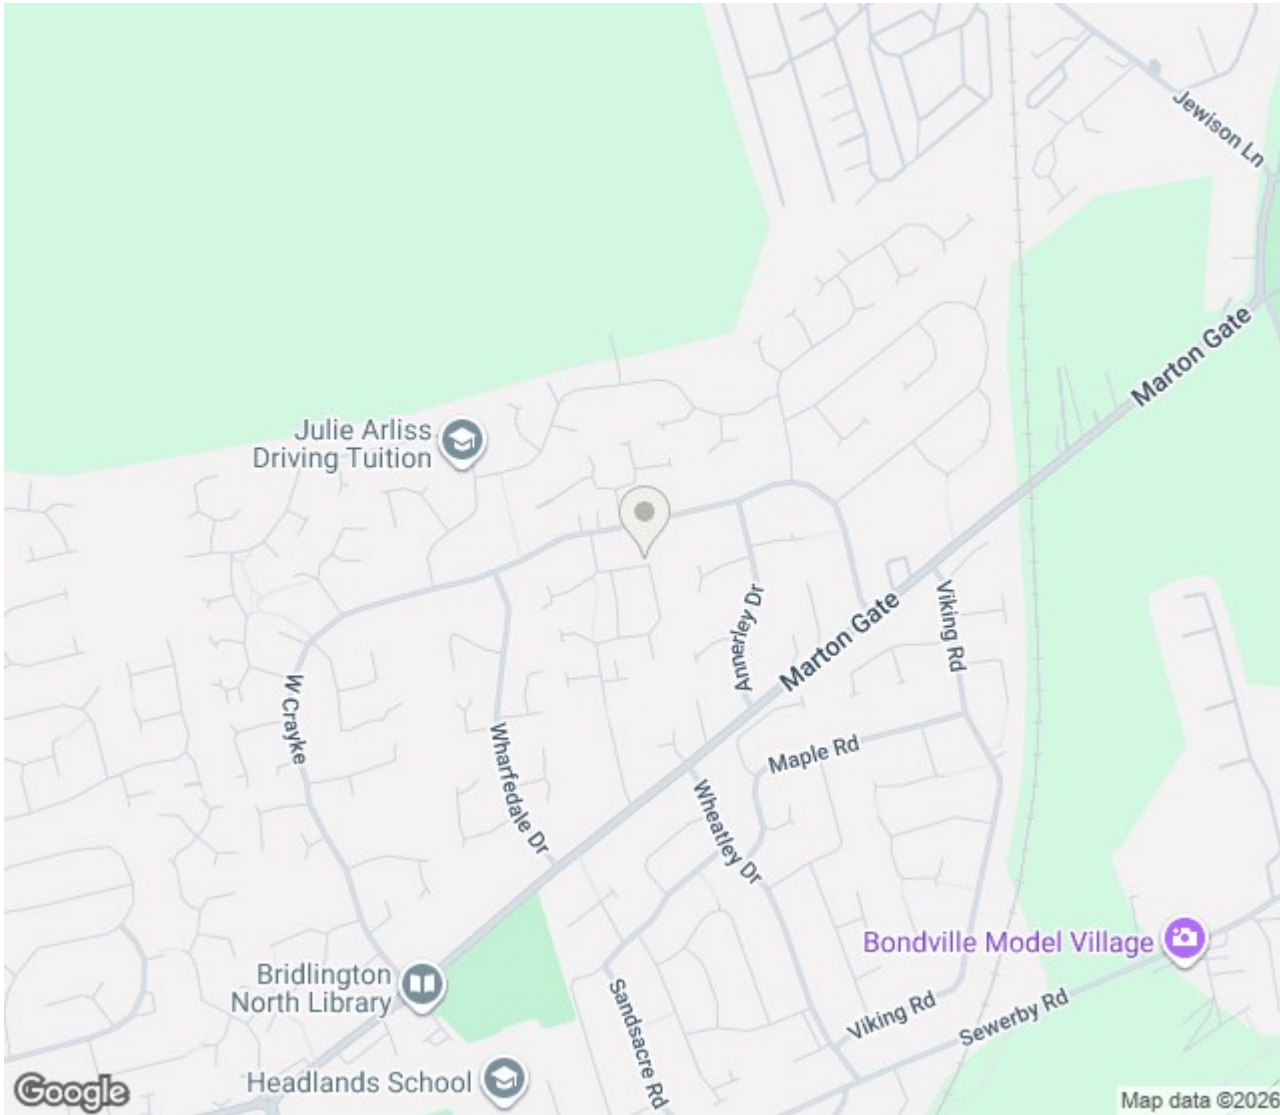 Jewison Ln
Marton Gate
Julie Arliss
Driving Tuition
Annerley Dr
Marton Gate
Viking Rd
W Crayke
Wharfedale Dr
Maple Rd
Wheatley Dr
Bondville Model Village
Bridlington
North Library
Sandsacre Rd
Viking Rd
Sewerby Rd
Headlands School
Google
Map data ©2026